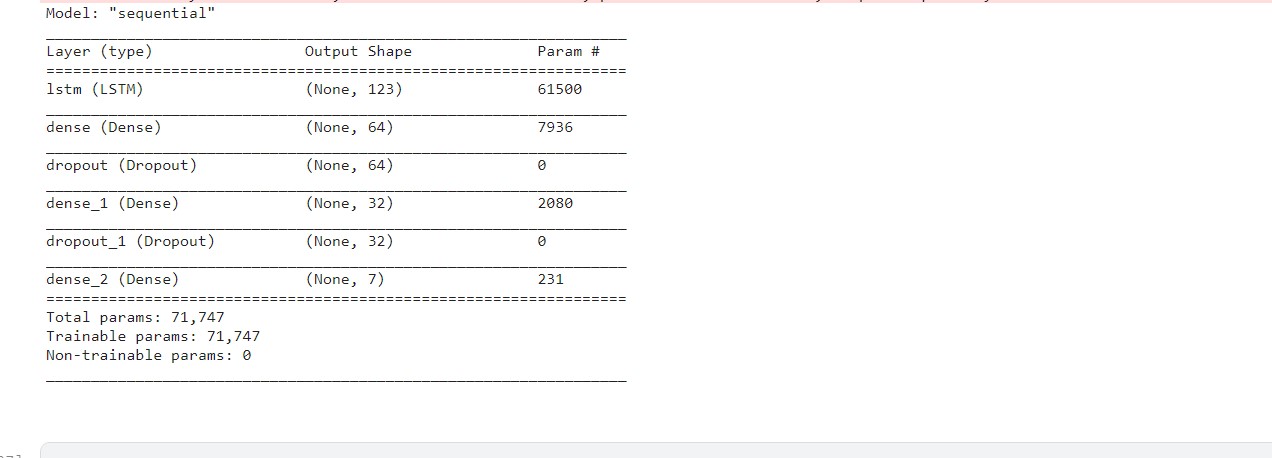 Model: "sequential"
Layer (type) Output Shape Param #
lstm (LSTM) (None, 123) 61500
dense (Dense) (None, 64) 7936
dropout (Dropout) (None, 64) 0
dense_1 (Dense) (None, 32) 2080
dropout_1 (Dropout) (None, 32) 0
dense_2 (Dense) (None, 7) 231
Total params: 71,747
Trainable params: 71,747
Non-trainable params: 0